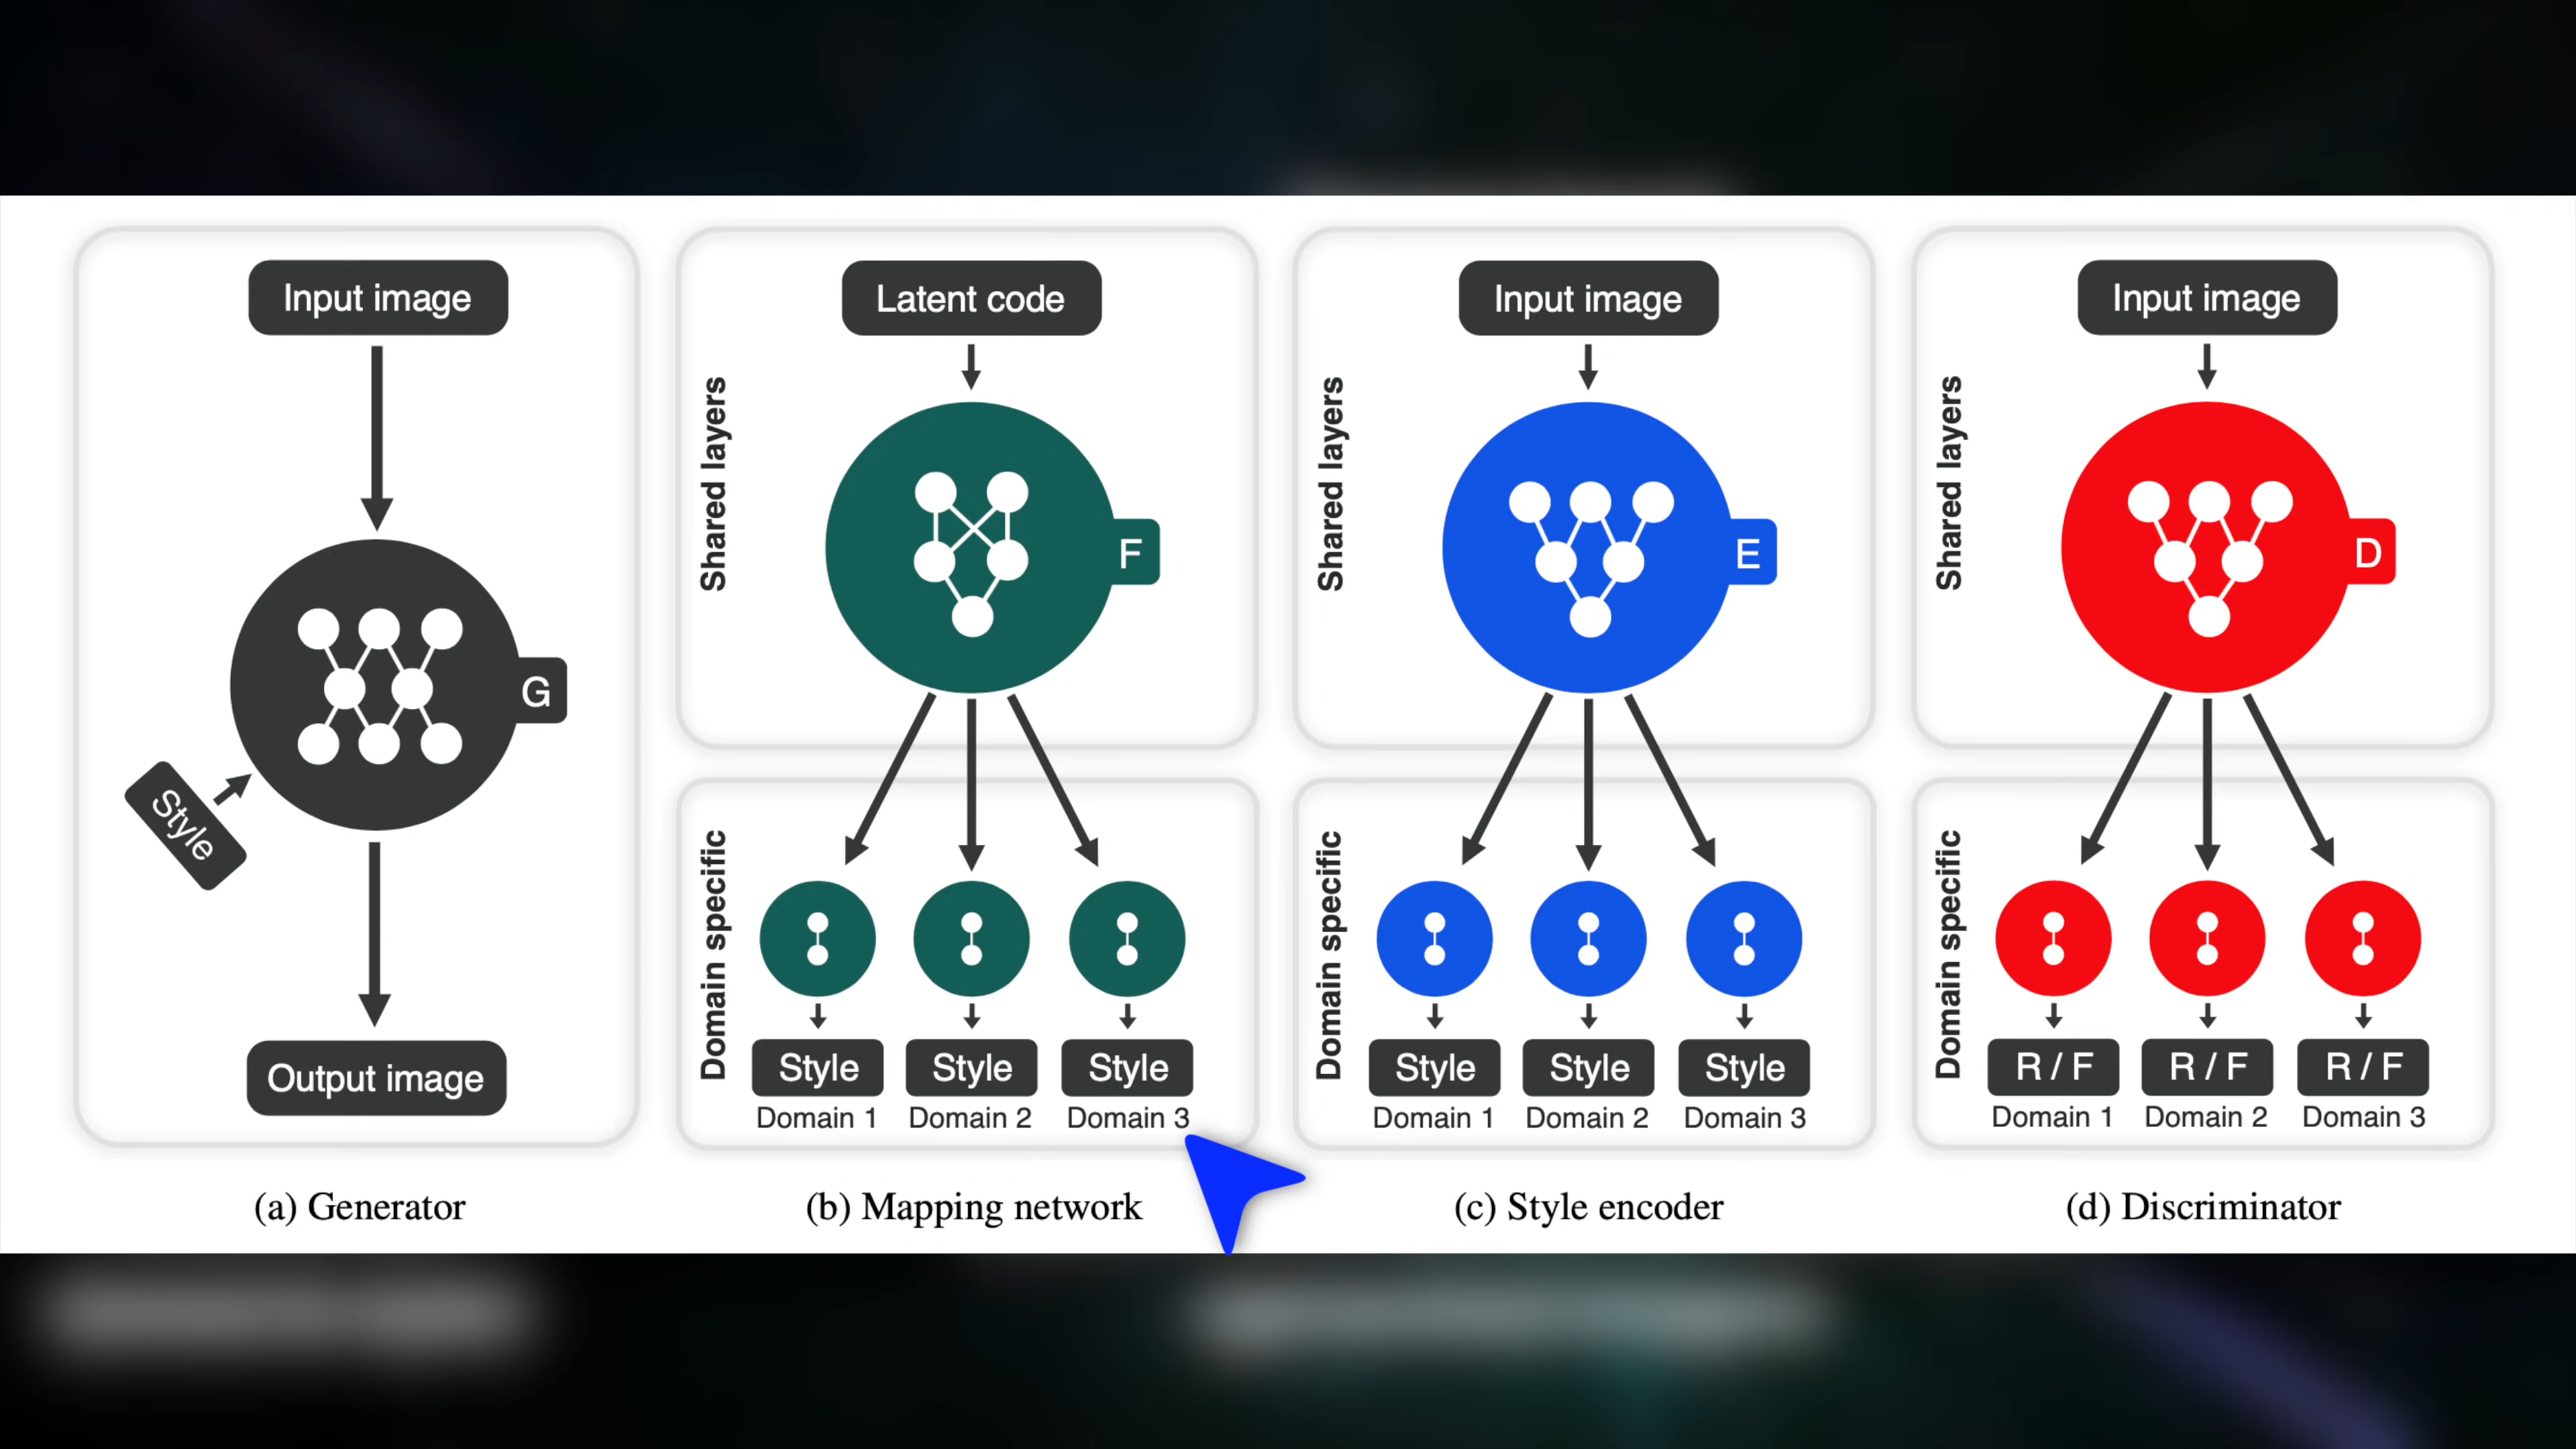 Input image
G
Style
Output image
(a) Generator
Latent code
Shared layers
F
Domain specific
Style
Style
Style
Domain 1
Domain 2
Domain 3
(b) Mapping network
Input image
Shared layers
E
Domain specific
Style
Style
Style
Domain 1
Domain 2
Domain 3
(c) Style encoder
Input image
Shared layers
D
Domain specific
R / F
R / F
R / F
Domain 1
Domain 2
Domain 3
(d) Discriminator